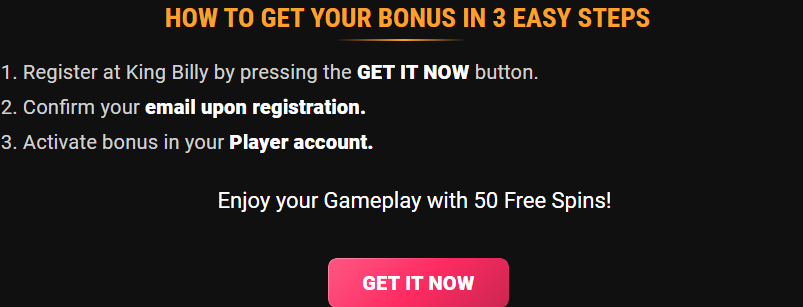 HOW TO GET YOUR BONUS IN 3 EASY STEPS
1. Register at King Billy by pressing the GET IT NOW button.
2. Confirm your email upon registration.
3. Activate bonus in your Player account.
Enjoy your Gameplay with 50 Free Spins!
GET IT NOW